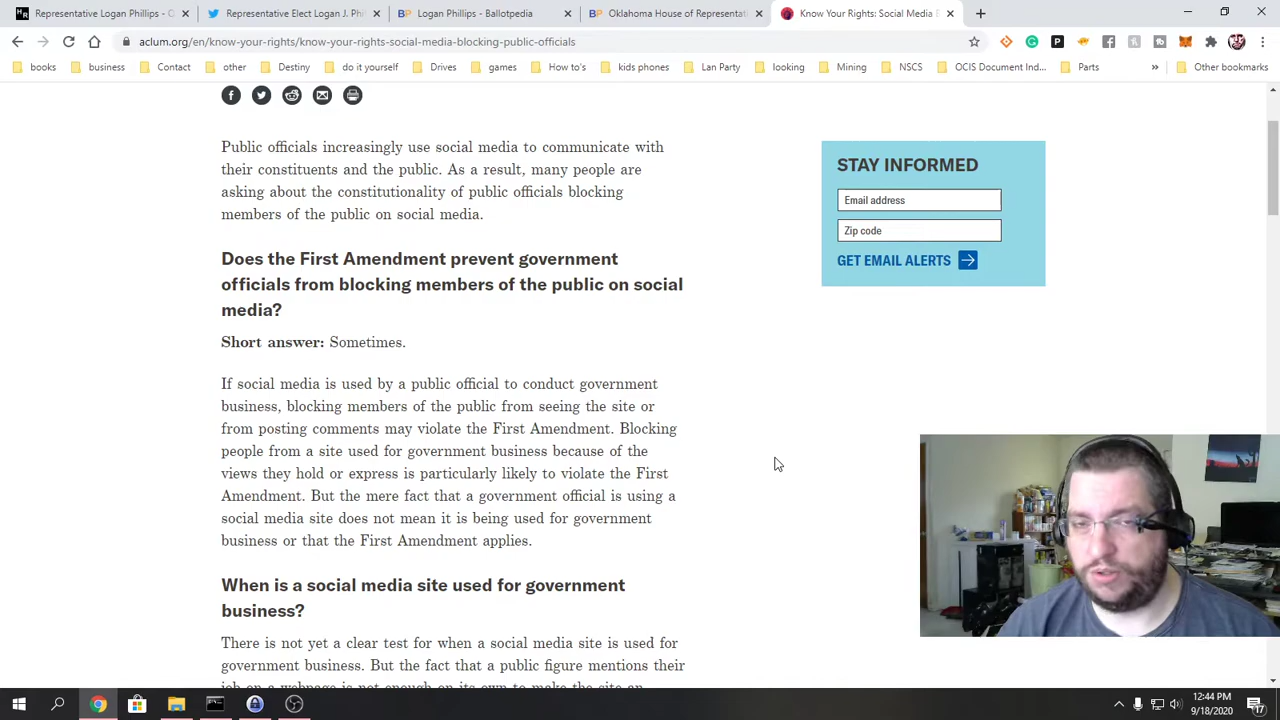 Representative Logan Phillips - O
Representative Elect Logan J. Phi
Logan Phillips - Ballotpedia
Oklahoma House of Representati
Know Your Rights: Social Media E
aclum.org/en/know-your-rights/know-your-rights-social-media-blocking-public-officials
books
business
Contact
other
Destiny
do it yourself
Drives
games
How to's
kids phones
Lan Party
looking
Mining
NSCS
OCIS Document Ind...
Parts
»
Other bookmarks
Public officials increasingly use social media to communicate with
their constituents and the public. As a result, many people are
asking about the constitutionality of public officials blocking
members of the public on social media.
STAY INFORMED
Email address
Zip code
GET EMAIL ALERTS
Does the First Amendment prevent government
officials from blocking members of the public on social
media?
Short answer: Sometimes.
If social media is used by a public official to conduct government
business, blocking members of the public from seeing the site or
from posting comments may violate the First Amendment. Blocking
people from a site used for government business because of the
views they hold or express is particularly likely to violate the First
Amendment. But the mere fact that a government official is using a
social media site does not mean it is being used for government
business or that the First Amendment applies.
When is a social media site used for government
business?
There is not yet a clear test for when a social media site is used for
government business. But the fact that a public figure mentions their
job on a webpage is not enough on its own to make the site an
12:44 PM
9/18/2020
17